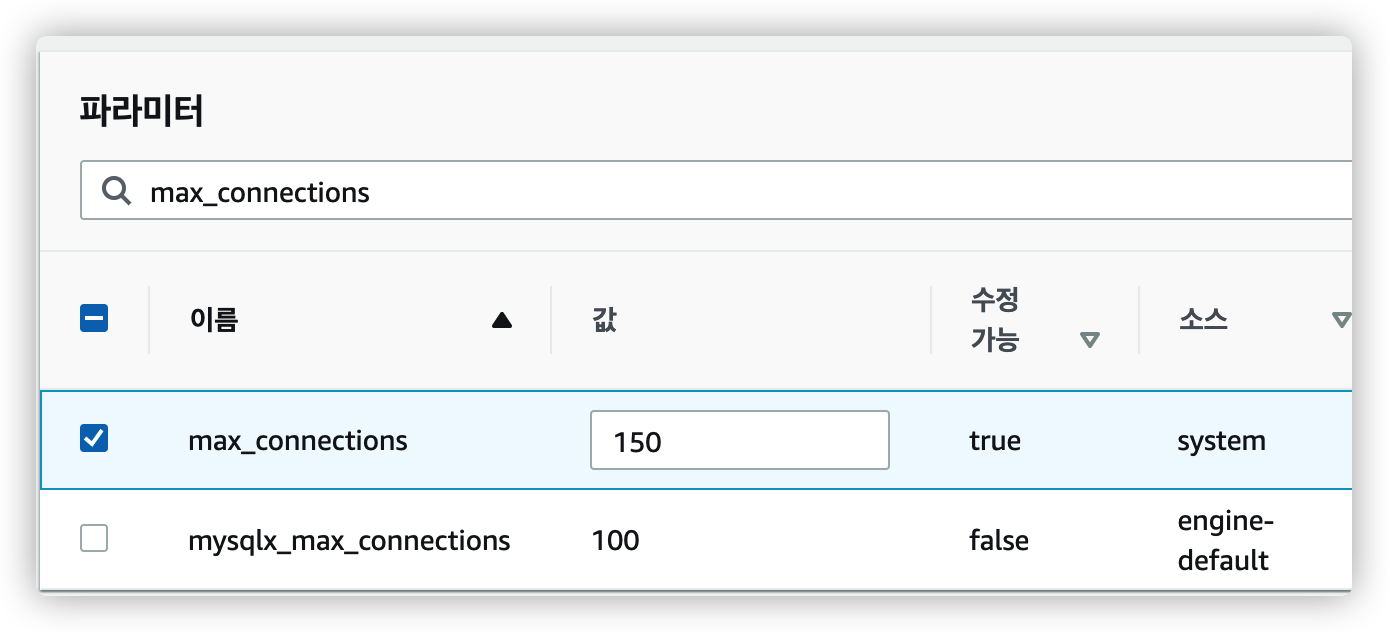 파라미터
max_connections
이름 값 수정 가능 소스
max_connections 150 true system
mysqlx_max_connections 100 false engine-default